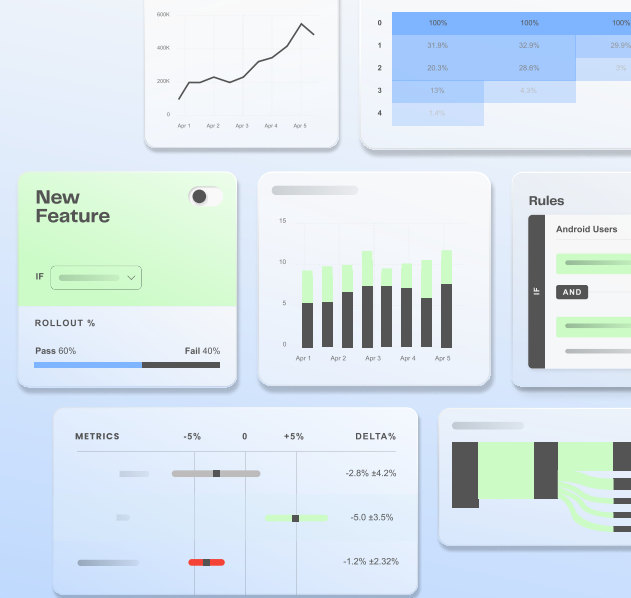 600K
400K
200K
0
Apr 1 Apr 2 Apr 3 Apr 4 Apr 5
0 100% 100% 100%
1 31.9% 32.9% 29.9%
2 20.3% 28.6% 3%
3 13% 4.3%
4 1.4%
New
Feature
IF
ROLLOUT %
Pass 60% Fail 40%
15
10
5
0
Apr 1 Apr 2 Apr 3 Apr 4 Apr 5
Rules
Android Users
IF
AND
METRICS -5% 0 +5% DELTA%
-2.8% ±4.2%
-5.0 ±3.5%
-1.2% ±2.32%